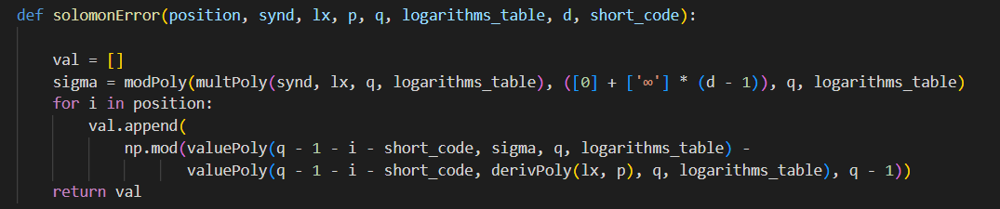 def solomonError(position, synd, lx, p, q, logarithms_table, d, short_code):
val = []
sigma = modPoly(multPoly(synd, lx, q, logarithms_table), ([0] + ['∞'] * (d - 1)), q, logarithms_table)
for i in position:
val.append(
np.mod(valuePoly(q - 1 - i - short_code, sigma, q, logarithms_table) -
valuePoly(q - 1 - i - short_code, derivPoly(lx, p), q, logarithms_table), q - 1))
return val